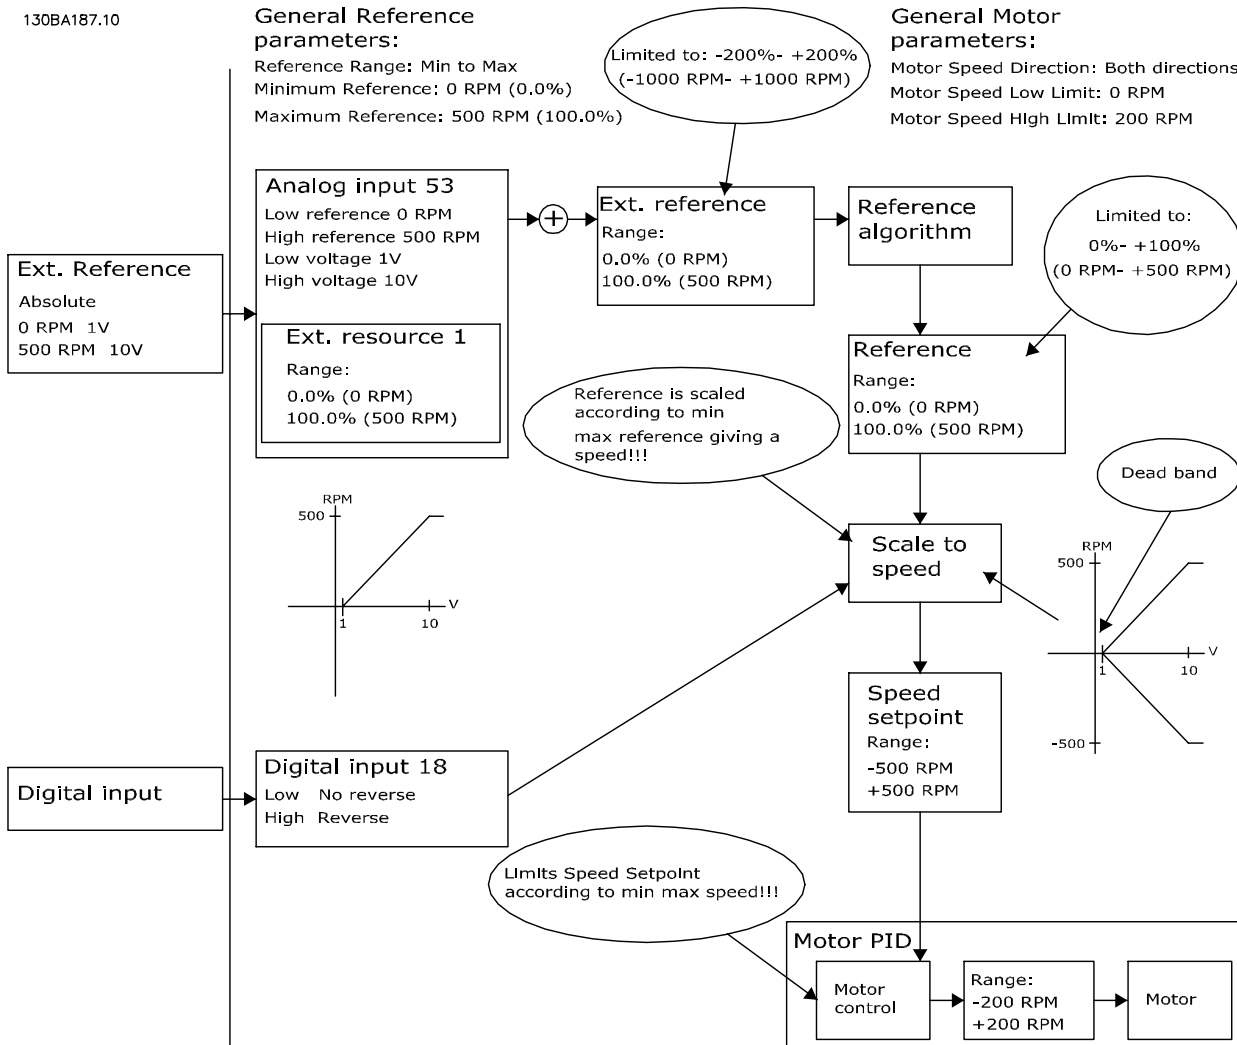 130BA187.10
General Reference
parameters:
Reference Range: Min to Max
Minimum Reference: 0 RPM (0.0%)
Maximum Reference: 500 RPM (100.0%)
Limited to: -200%- +200%
(-1000 RPM- +1000 RPM)
General Motor
parameters:
Motor Speed Direction: Both directions
Motor Speed Low Limit: 0 RPM
Motor Speed High Limit: 200 RPM
Ext. Reference
Absolute
0 RPM 1V
500 RPM 10V
Analog input 53
Low reference 0 RPM
High reference 500 RPM
Low voltage 1V
High voltage 10V
Ext. resource 1
Range:
0.0% (0 RPM)
100.0% (500 RPM)
+
Ext. reference
Range:
0.0% (0 RPM)
100.0% (500 RPM)
Reference
algorithm
Limited to:
0%- +100%
(0 RPM- +500 RPM)
Reference
Range:
0.0% (0 RPM)
100.0% (500 RPM)
Reference is scaled
according to min
max reference giving a
speed!!!
Dead band
RPM
500
V
1
10
Scale to
speed
RPM
500
V
1
10
-500
Speed
setpoint
Range:
-500 RPM
+500 RPM
Digital input
Digital input 18
Low No reverse
High Reverse
Limits Speed Setpoint
according to min max speed!!!
Motor PID
Motor
control
Range:
-200 RPM
+200 RPM
Motor